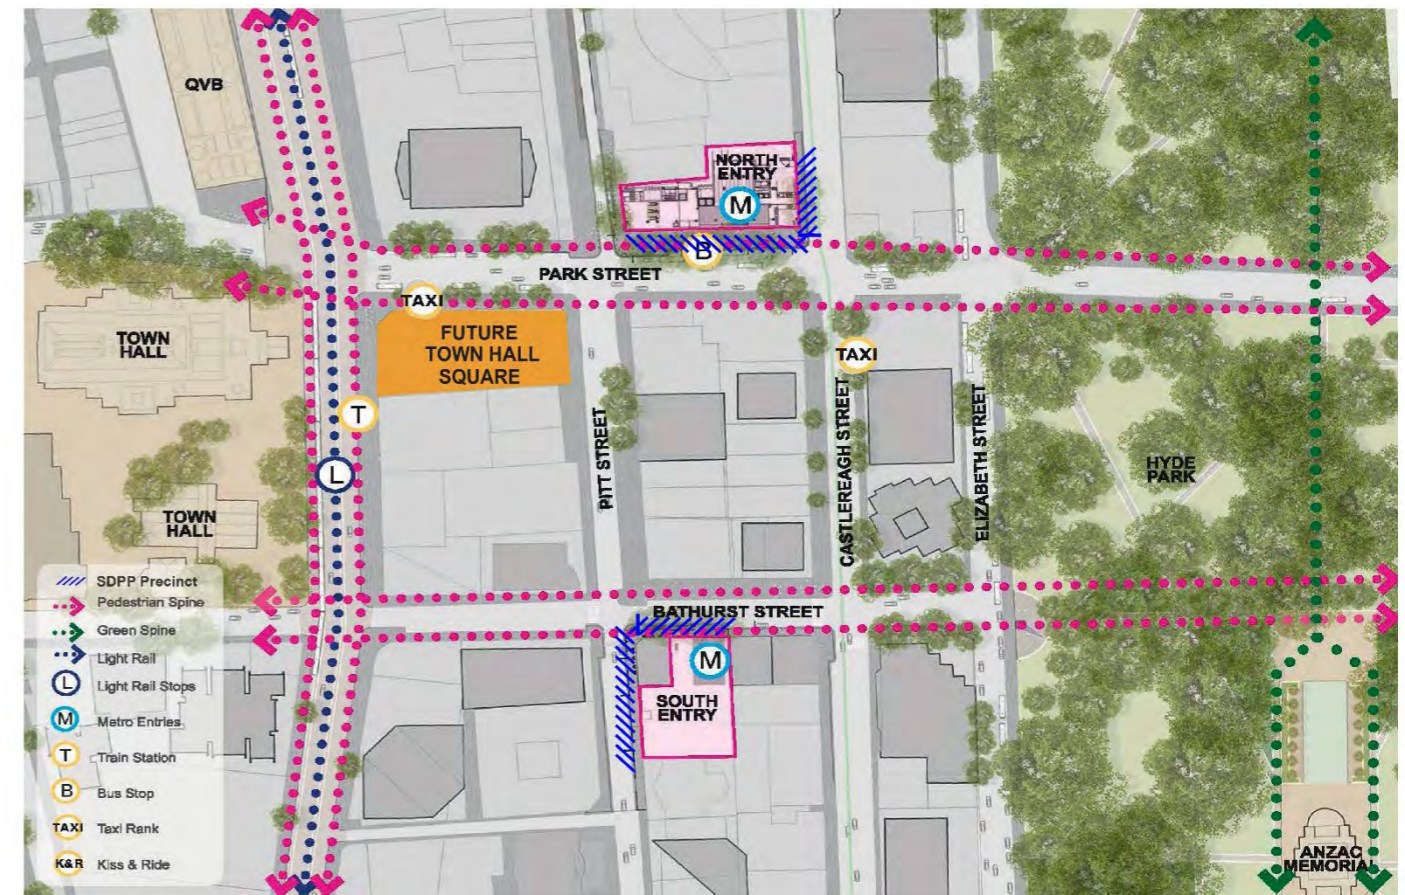 QVB
NORTH
ENTRY
M
B
PARK STREET
TAXI
TOWN
HALL
FUTURE
TOWN HALL
SQUARE
TAXI
T
L
PITT STREET
CASTLEREAGH STREET
ELIZABETH STREET
HYDE
PARK
TOWN
HALL
BATHURST STREET
M
SOUTH
ENTRY
ANZAC
MEMORIAL
SDPP Precinct
Pedestrian Spine
Green Spine
Light Rail
L Light Rail Stops
M Metro Entries
T Train Station
B Bus Stop
TAXI Taxi Rank
K&R Kiss & Ride